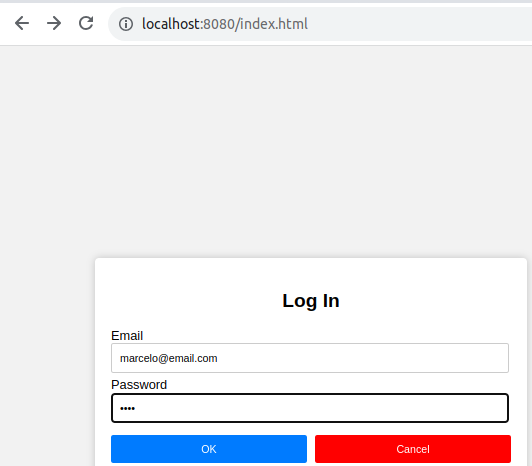 localhost:8080/index.html
Log In
Email
marcelo@email.com
Password
••••
OK Cancel